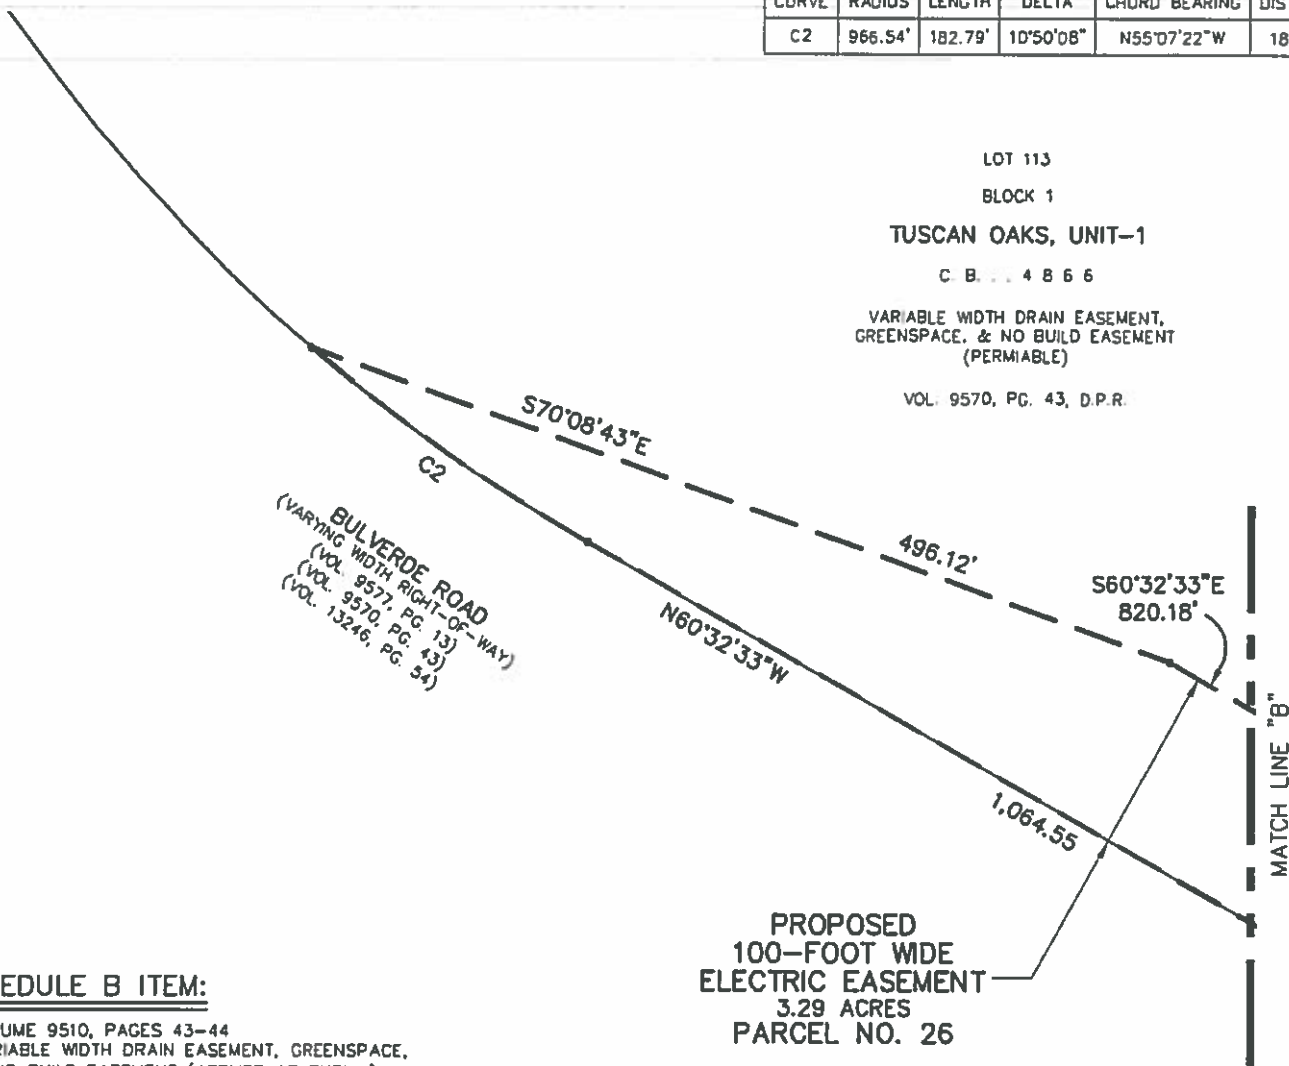 CURVE RADIUS LENGTH DELTA CHORD BEARING
C2 966.54' 182.79' 10°50'08" N55°07'22"W
LOT 113
BLOCK 1
TUSCAN OAKS, UNIT-1
C. B. . . 4 8 6 6
VARIABLE WIDTH DRAIN EASEMENT,
GREENSPACE, & NO BUILD EASEMENT
(PERMIABLE)
VOL. 9570, PG. 43, D.P.R.
S70°08'43"E
C2
496.12'
S60°32'33"E
820.18'
BULVERDE ROAD
(VARYING WIDTH RIGHT-OF-WAY)
(VOL. 9577, PG. 13)
(VOL. 9570, PG. 43)
(VOL. 13246, PG. 54)
N60°32'33"W
MATCH LINE "B"
1,064.55
PROPOSED
100-FOOT WIDE
ELECTRIC EASEMENT
3.29 ACRES
PARCEL NO. 26
EDULE B ITEM:
UME 9510, PAGES 43-44
RIABLE WIDTH DRAIN EASEMENT, GREENSPACE,